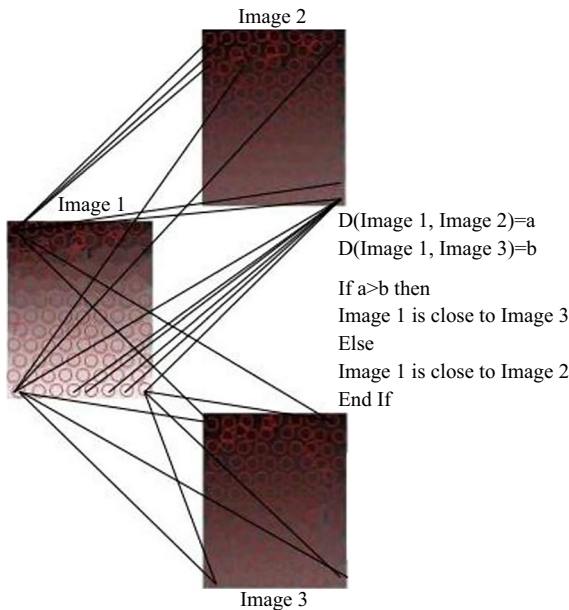 Image 2
Image 1
D(Image 1, Image 2)=a
D(Image 1, Image 3)=b
If a>b then
Image 1 is close to Image 3
Else
Image 1 is close to Image 2
End If
Image 3